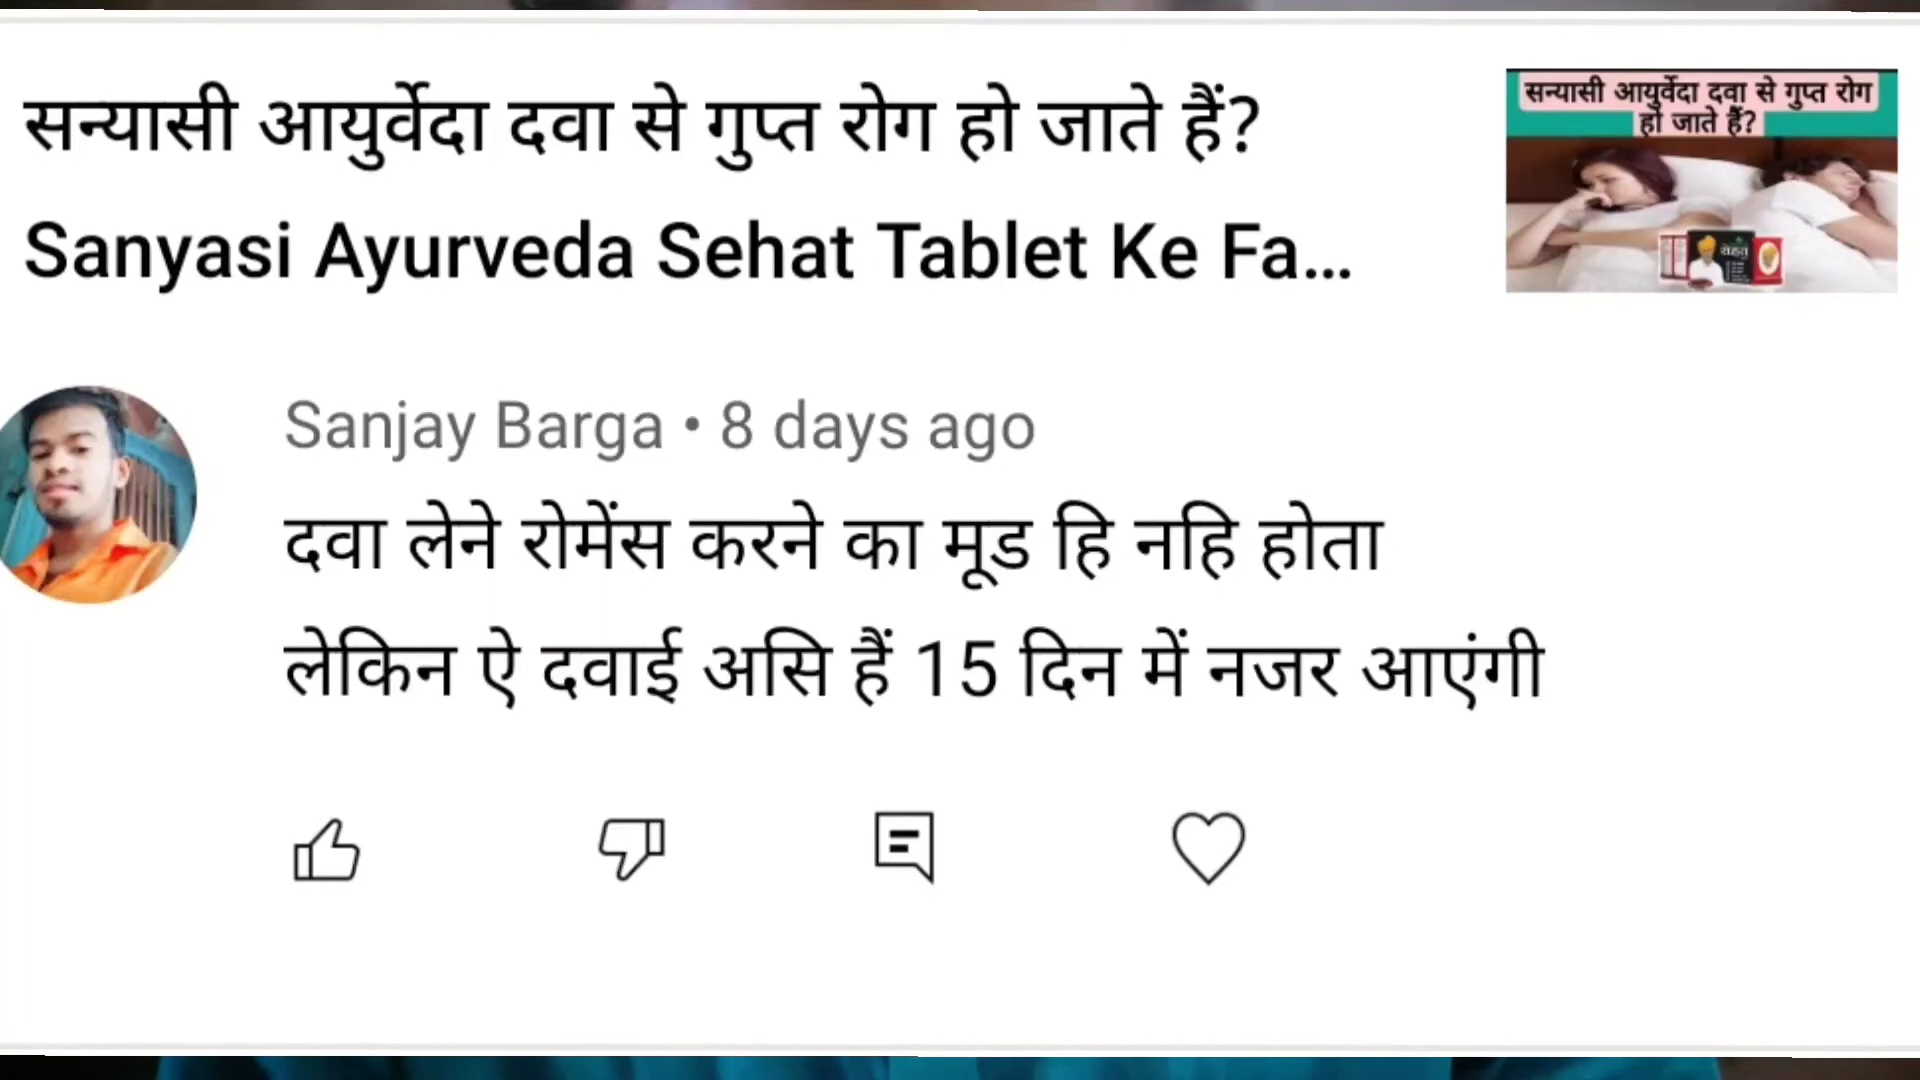 सन्यासी आयुर्वेदा दवा से गुप्त रोग हो जाते हैं?
Sanyasi Ayurveda Sehat Tablet Ke Fa...
सन्यासी आयुर्वेदा दवा से गुप्त रोग
हो जाते हैं?
सेहत
Sanjay Barga • 8 days ago
दवा लेने रोमेंस करने का मूड हि नहि होता
लेकिन ऐ दवाई असि हैं 15 दिन में नजर आएंगी